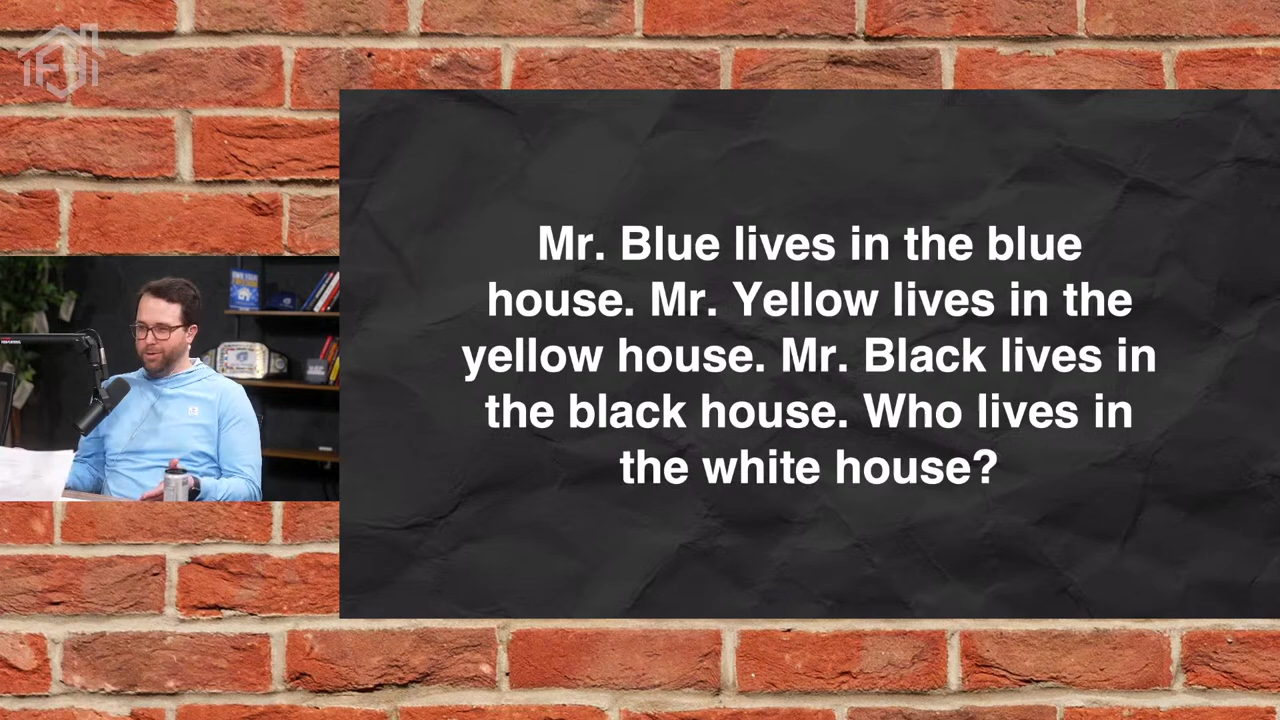 Mr. Blue lives in the blue
house. Mr. Yellow lives in the
yellow house. Mr. Black lives in
the black house. Who lives in
the white house?